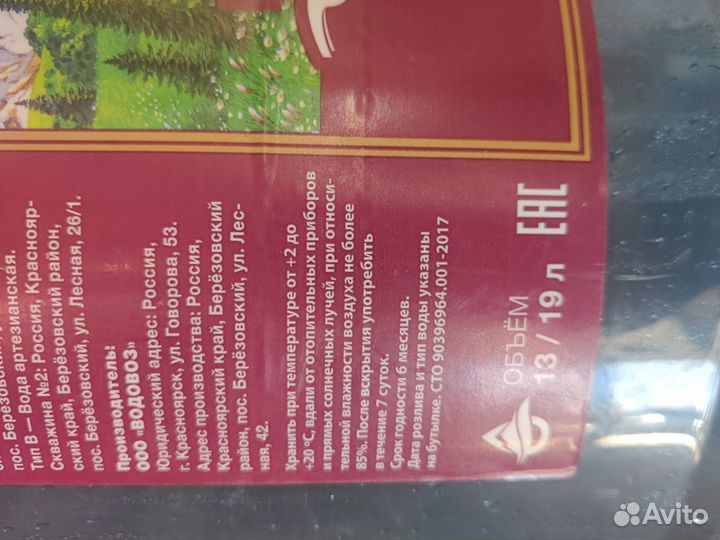 пос. Берёзовский,
Тип В — Вода артезианская.
Скважина №2: Россия, Краснояр-
ский край, Берёзовский район,
пос. Берёзовский, ул. Лесная, 26/1.
Производитель:
ООО «ВОДОВОЗ»
Юридический адрес: Россия,
г. Красноярск, ул. Говорова, 53.
Адрес производства: Россия,
Красноярский край, Берёзовский
район, пос. Берёзовский, ул. Лес-
ная, 42.
Хранить при температуре от +2 до
+20°С, вдали от отопительных приборов
и прямых солнечных лучей, при относи-
тельной влажности воздуха не более
85%. После вскрытия употребить
в течение 7 суток.
Срок годности 6 месяцев.
Дата розлива и тип воды указаны
на бутылке. СТО 90396964.001-2017
ОБЪЁМ
13 / 19 л
ЕАС
Avito